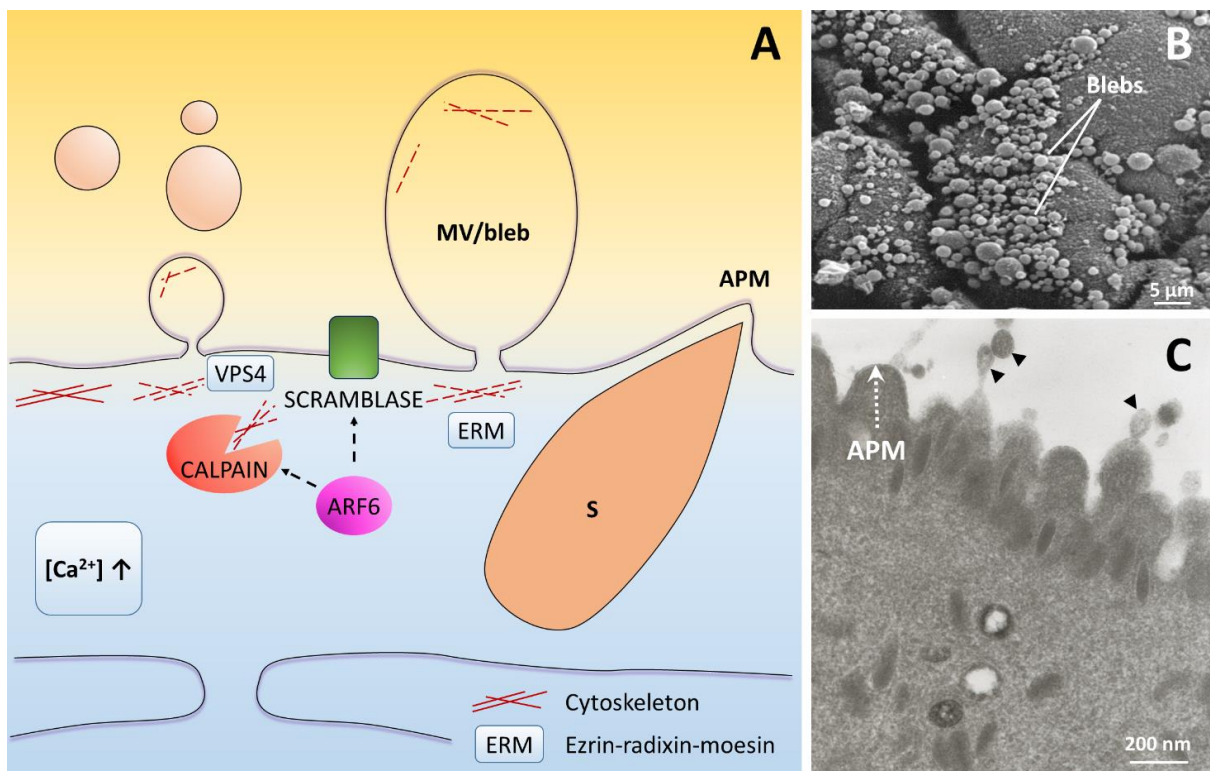 A
MV/bleb
APM
VPS4
SCRAMBLASE
CALPAIN
ERM
ARF6
S
[Ca²⁺] ↑
Cytoskeleton
ERM Ezrin-radixin-moesin
B
Blebs
5 µm
C
APM
200 nm